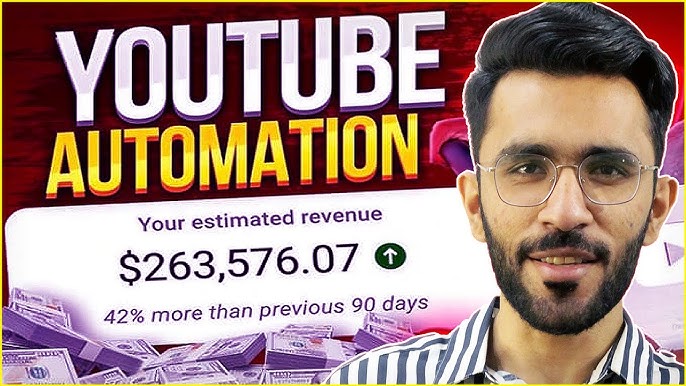 YOUTUBE
AUTOMATION
Your estimated revenue
$263,576.07
42% more than previous 90 days